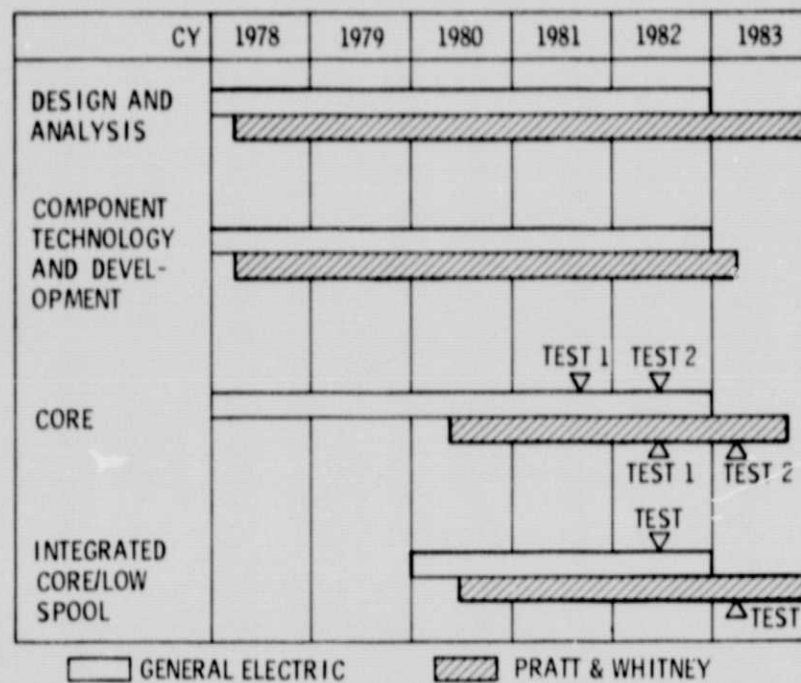 CY 1978 1979 1980 1981 1982 1983
DESIGN AND
ANALYSIS
COMPONENT
TECHNOLOGY
AND DEVEL-
OPMENT
TEST 1 TEST 2
CORE
TEST 1 TEST 2
TEST
INTEGRATED
CORE/LOW
SPOOL
TEST
GENERAL ELECTRIC PRATT & WHITNEY